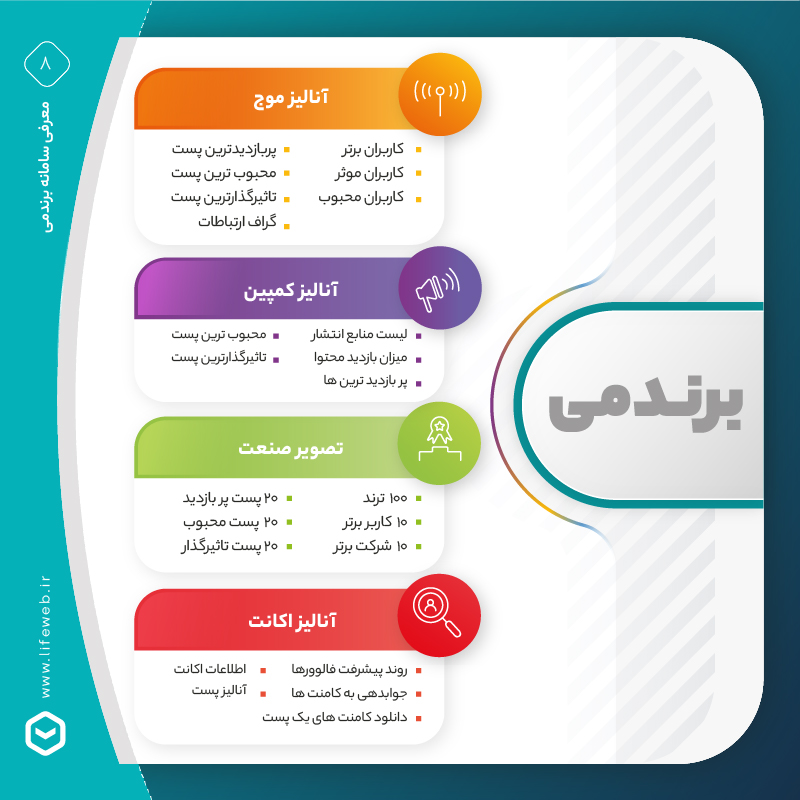 برندمی
آنالیز موج
کاربران برتر
کاربران موثر
کاربران محبوب
پربازدیدترین پست
محبوب ترین پست
تاثیرگذارترین پست
گراف ارتباطات
آنالیز کمپین
لیست منابع انتشار
میزان بازدید محتوا
پر بازدید ترین ها
محبوب ترین پست
تاثیرگذارترین پست
تصویر صنعت
۱۰۰ ترند
۱۰ کاربر برتر
۱۰ شرکت برتر
۲۰ پست پر بازدید
۲۰ پست محبوب
۲۰ پست تاثیرگذار
آنالیز اکانت
روند پیشرفت فالوورها
جوابدهی به کامنت ها
دانلود کامنت های یک پست
اطلاعات اکانت
آنالیز پست
۸
معرفی سامانه برندمی
www.lifeweb.ir